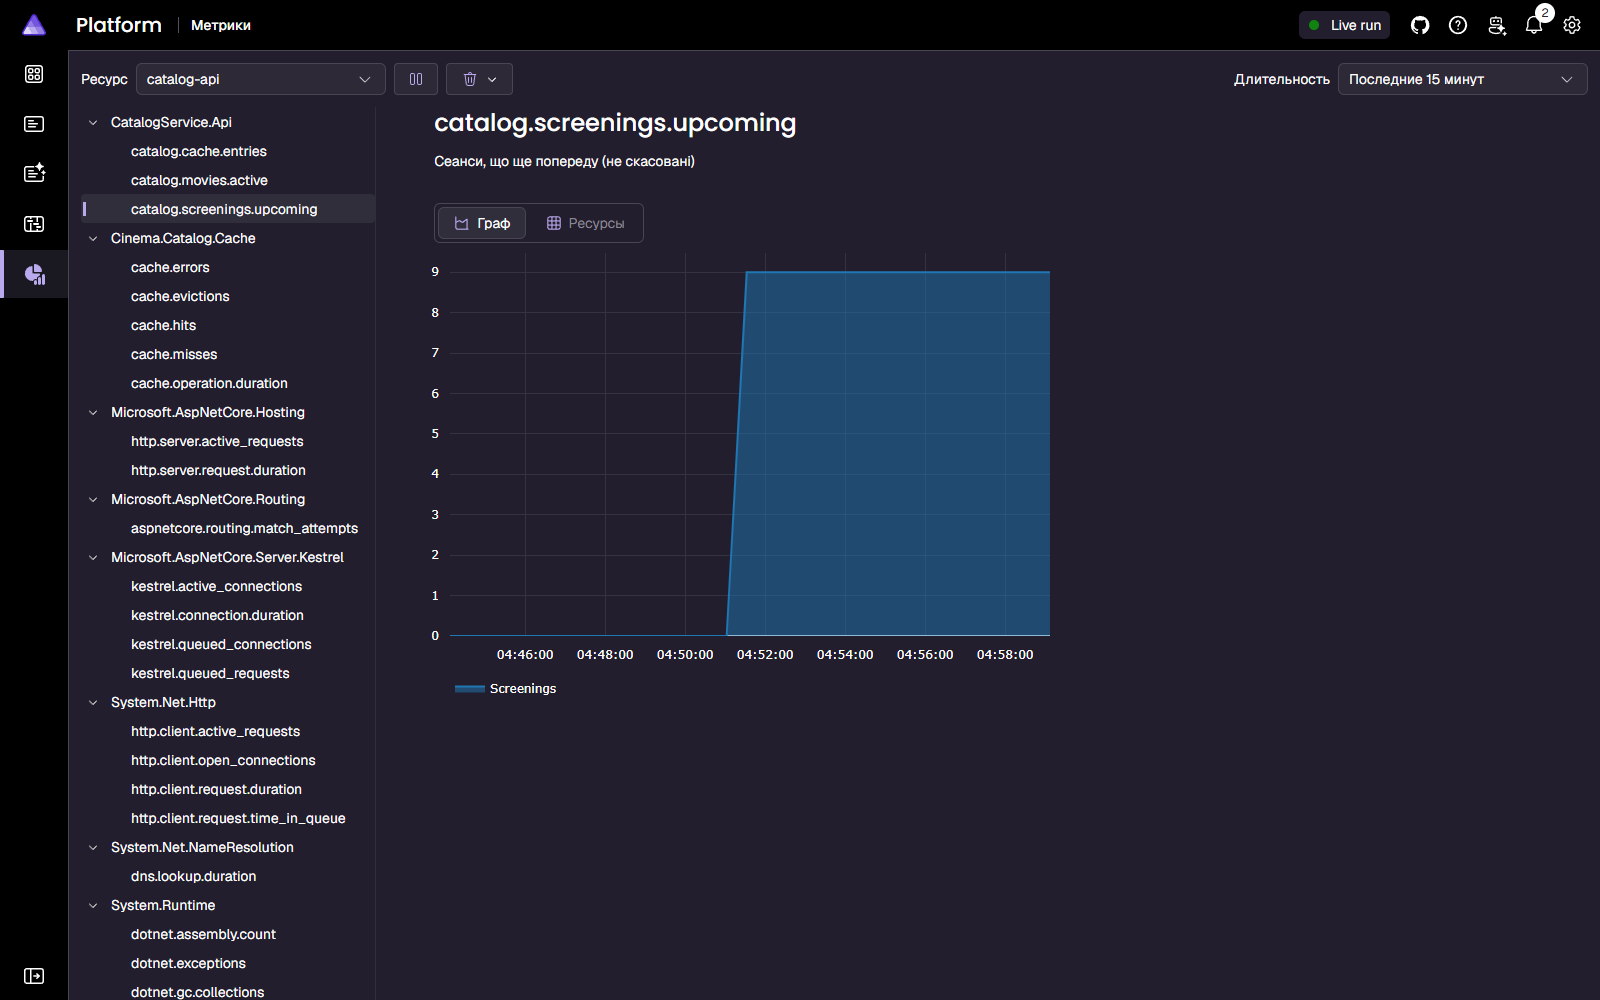 Platform
Метрики
Live run
2
Ресурс
catalog-api
Длительность
Последние 15 минут
CatalogService.Api
catalog.cache.entries
catalog.movies.active
catalog.screenings.upcoming
Cinema.Catalog.Cache
cache.errors
cache.evictions
cache.hits
cache.misses
cache.operation.duration
Microsoft.AspNetCore.Hosting
http.server.active_requests
http.server.request.duration
Microsoft.AspNetCore.Routing
aspnetcore.routing.match_attempts
Microsoft.AspNetCore.Server.Kestrel
kestrel.active_connections
kestrel.connection.duration
kestrel.queued_connections
kestrel.queued_requests
System.Net.Http
http.client.active_requests
http.client.open_connections
http.client.request.duration
http.client.request.time_in_queue
System.Net.NameResolution
dns.lookup.duration
System.Runtime
dotnet.assembly.count
dotnet.exceptions
dotnet.gc.collections
catalog.screenings.upcoming
Сеанси, що ще попереду (не скасовані)
Граф
Ресурсы
9
8
7
6
5
4
3
2
1
0
04:46:00
04:48:00
04:50:00
04:52:00
04:54:00
04:56:00
04:58:00
Screenings